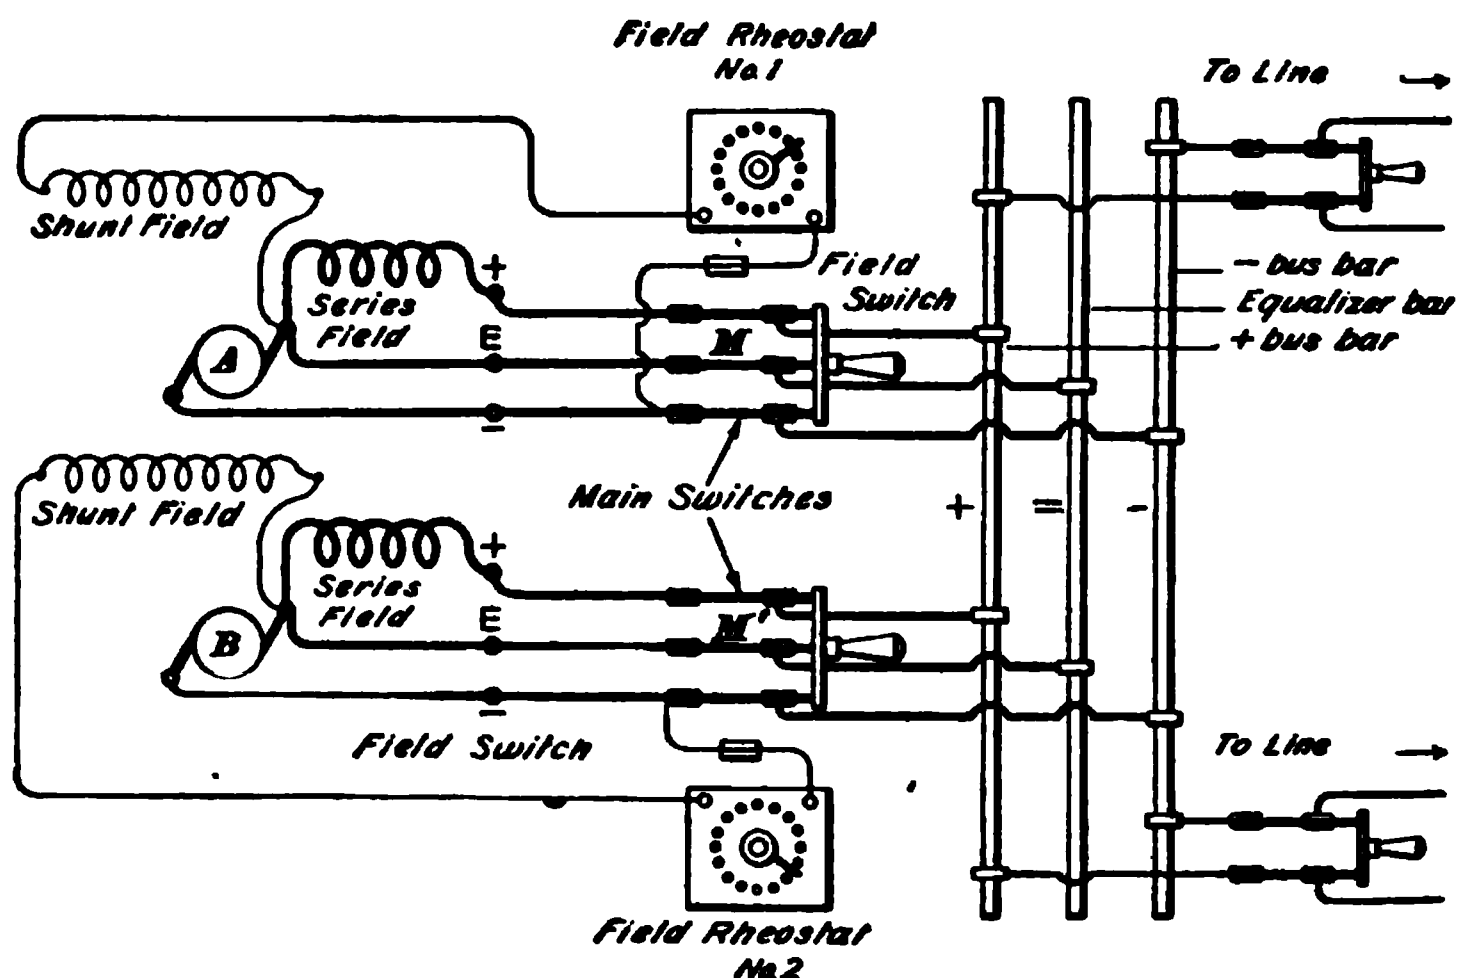 Field Rheostat
No. 1
To Line
Shunt Field
Field
Switch
- bus bar
Equalizer bar
+ bus bar
+
Series
Field
E
M
A
-
Main Switches
+
=
-
Shunt Field
+
Series
Field
E
M'
B
-
Field Switch
To Line
Field Rheostat
No. 2